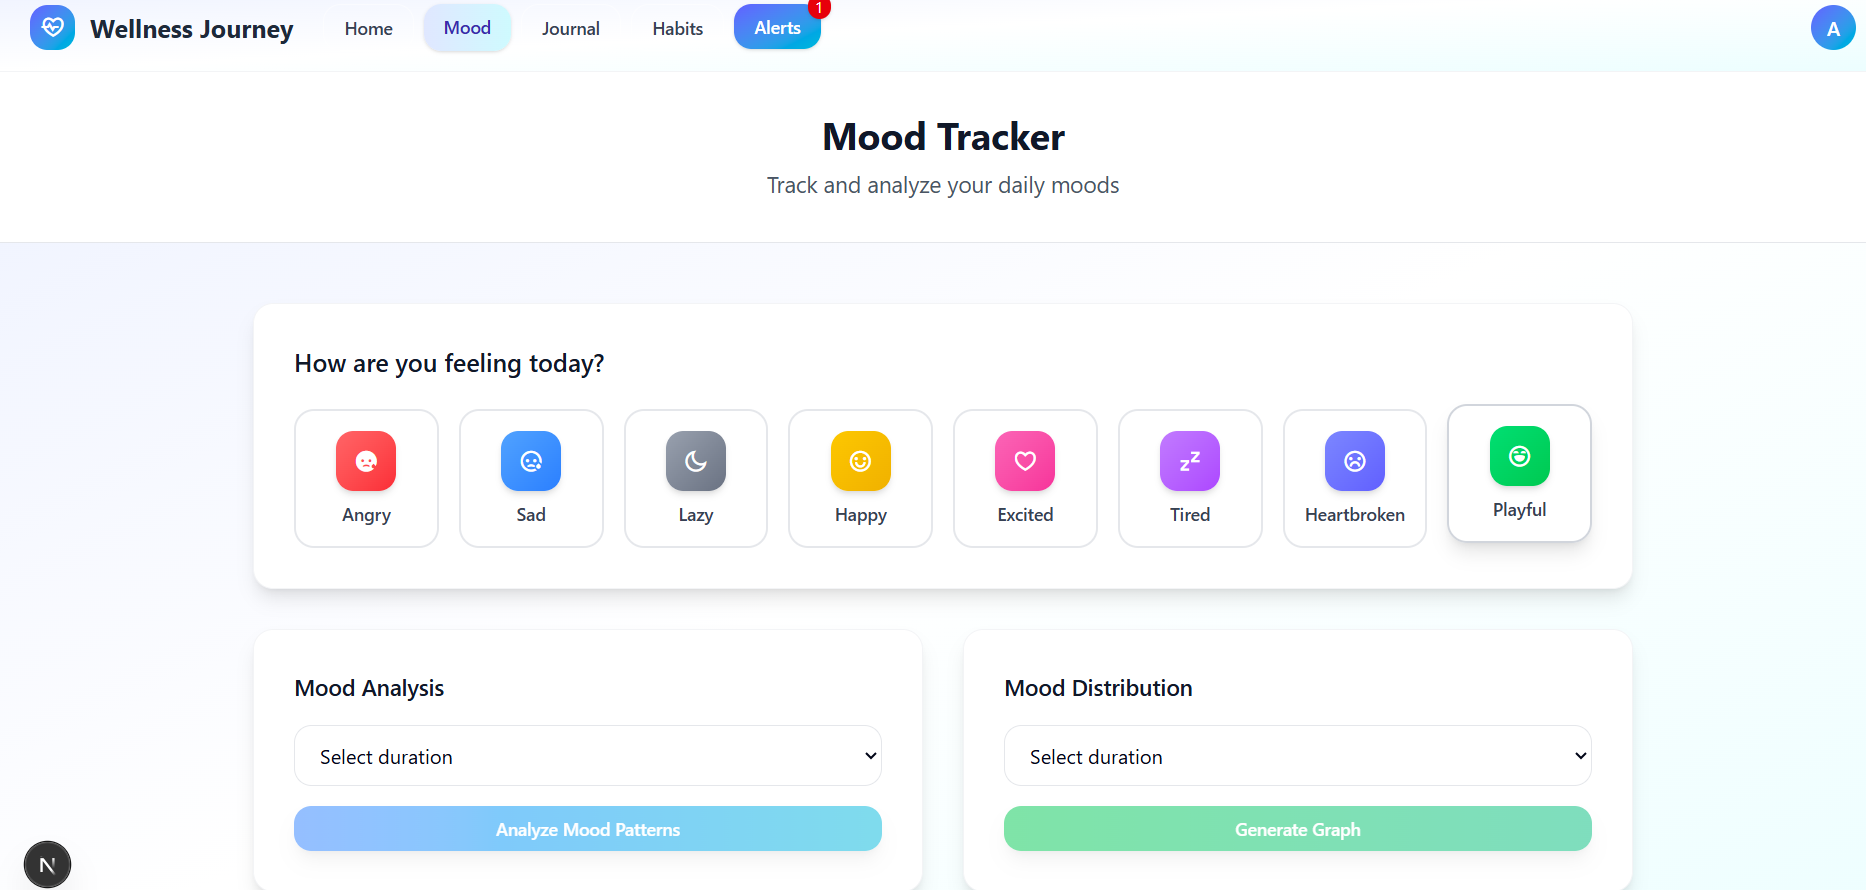 Wellness Journey
Home
Mood
Journal
Habits
Alerts
1
A
Mood Tracker
Track and analyze your daily moods
How are you feeling today?
Angry
Sad
Lazy
Happy
Excited
zz
Tired
Heartbroken
Playful
Mood Analysis
Select duration
Analyze Mood Patterns
Mood Distribution
Select duration
Generate Graph
N